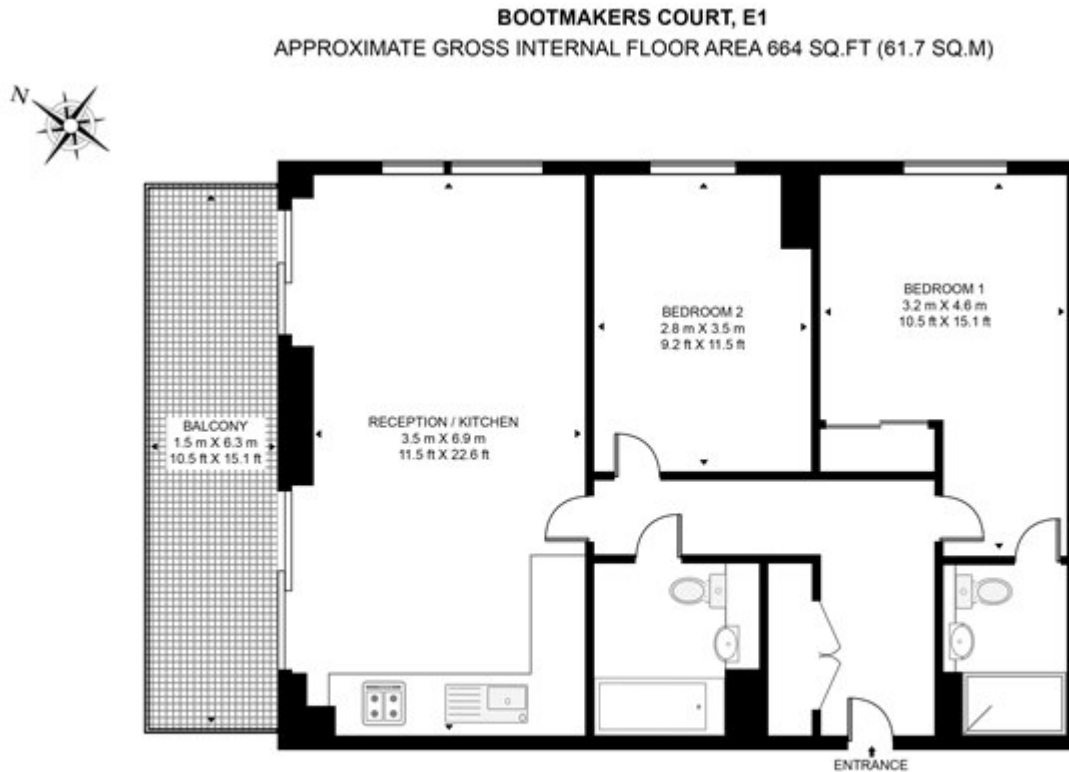 BOOTMAKERS COURT, E1
APPROXIMATE GROSS INTERNAL FLOOR AREA 664 SQ.FT (61.7 SQ.M)
N
BEDROOM 1
3.2 m X 4.6 m
10.5 ft X 15.1 ft
BEDROOM 2
2.8 m X 3.5 m
9.2 ft X 11.5 ft
RECEPTION / KITCHEN
3.5 m X 6.9 m
11.5 ft X 22.6 ft
BALCONY
1.5 m X 6.3 m
10.5 ft X 15.1 ft
ENTRANCE